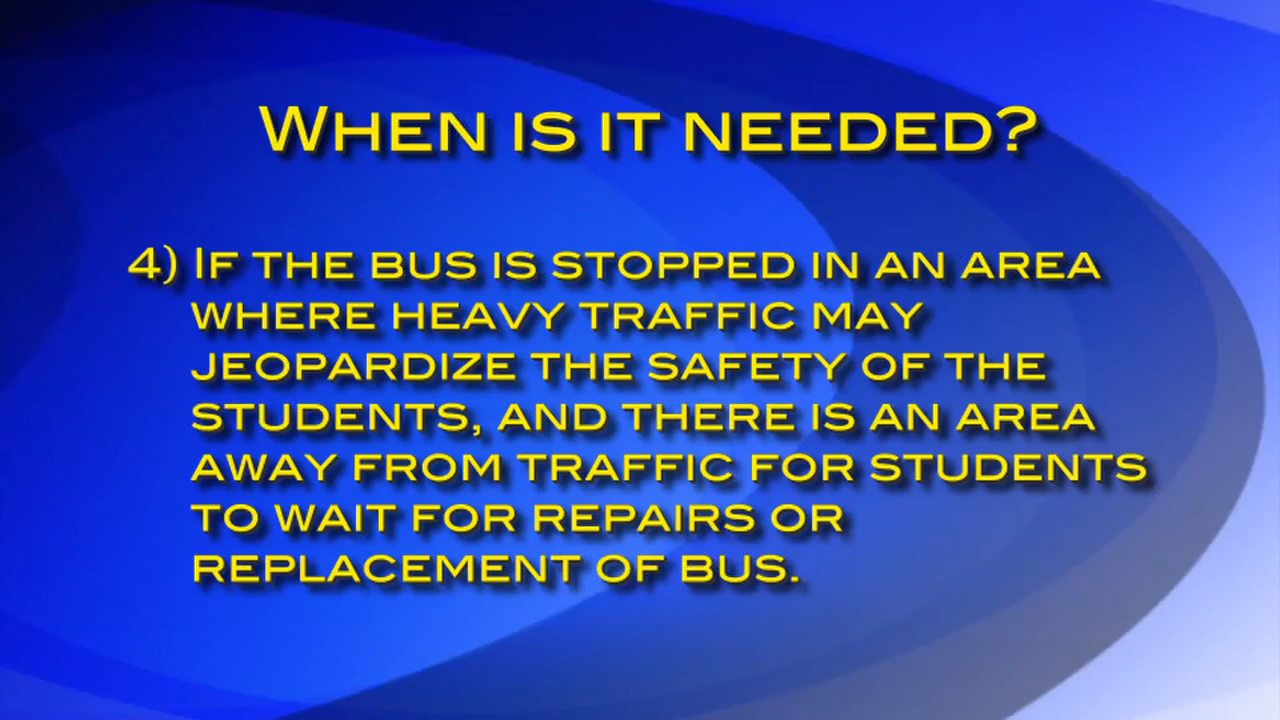 When is it needed?
4) If the bus is stopped in an area
where heavy traffic may
jeopardize the safety of the
students, and there is an area
away from traffic for students
to wait for repairs or
replacement of bus.